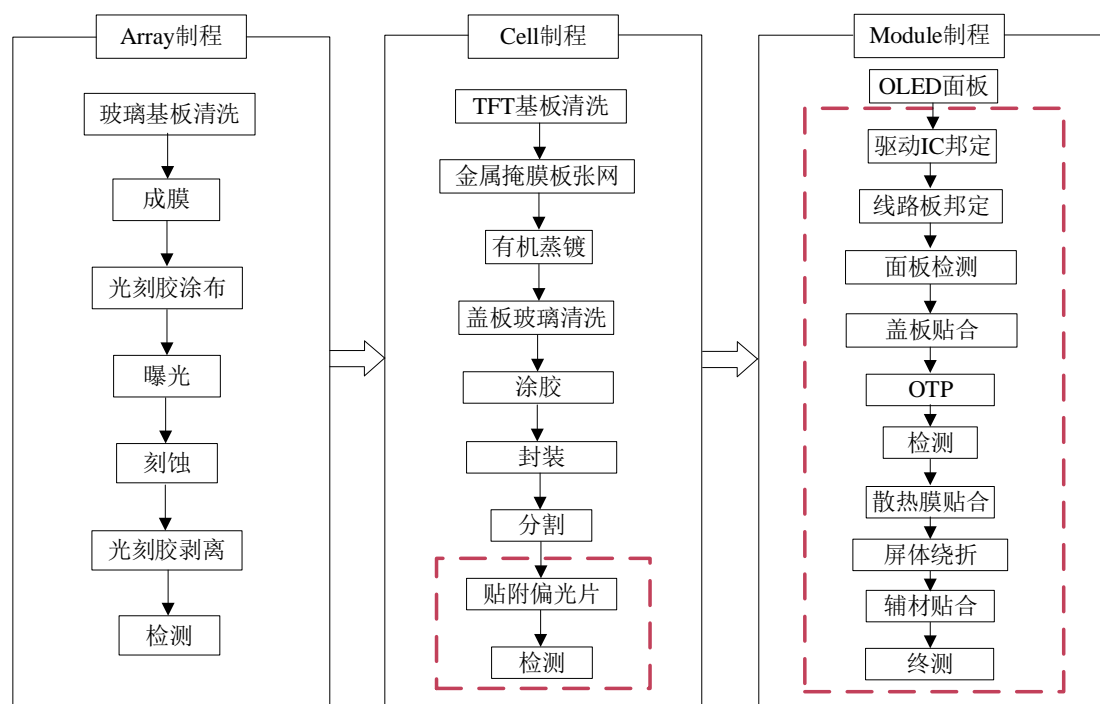 Array制程
玻璃基板清洗
成膜
光刻胶涂布
曝光
刻蚀
光刻胶剥离
检测
Cell制程
TFT基板清洗
金属掩膜板张网
有机蒸镀
盖板玻璃清洗
涂胶
封装
分割
贴附偏光片
检测
Module制程
OLED面板
驱动IC邦定
线路板邦定
面板检测
盖板贴合
OTP
检测
散热膜贴合
屏体绕折
辅材贴合
终测